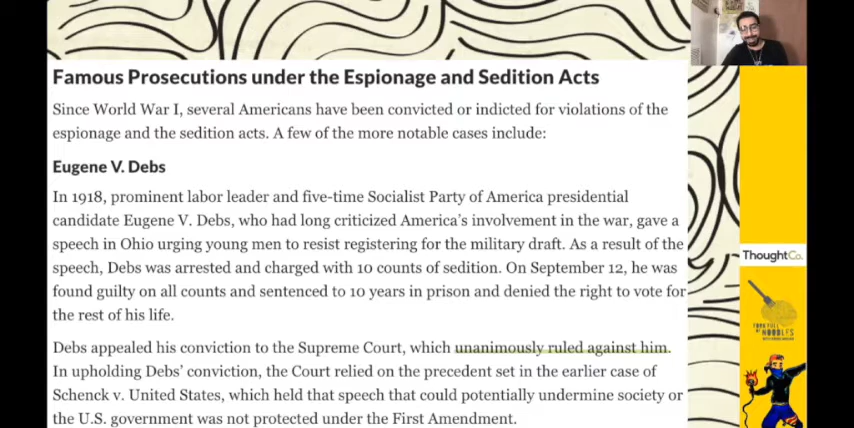 Famous Prosecutions under the Espionage and Sedition Acts
Since World War I, several Americans have been convicted or indicted for violations of the
espionage and the sedition acts. A few of the more notable cases include:
Eugene V. Debs
In 1918, prominent labor leader and five-time Socialist Party of America presidential
candidate Eugene V. Debs, who had long criticized America's involvement in the war, gave a
speech in Ohio urging young men to resist registering for the military draft. As a result of the
speech, Debs was arrested and charged with 10 counts of sedition. On September 12, he was
found guilty on all counts and sentenced to 10 years in prison and denied the right to vote for
the rest of his life.
Debs appealed his conviction to the Supreme Court, which unanimously ruled against him.
In upholding Debs' conviction, the Court relied on the precedent set in the earlier case of
Schenck v. United States, which held that speech that could potentially undermine society or
the U.S. government was not protected under the First Amendment.
ThoughtCo.
FORK FULL
OF NOODLES